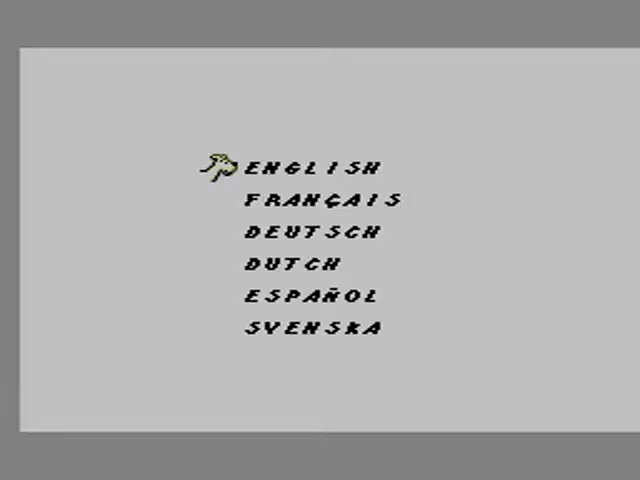 ENGLISH
FRANÇAIS
DEUTSCH
DUTCH
ESPAÑOL
SVENSKA